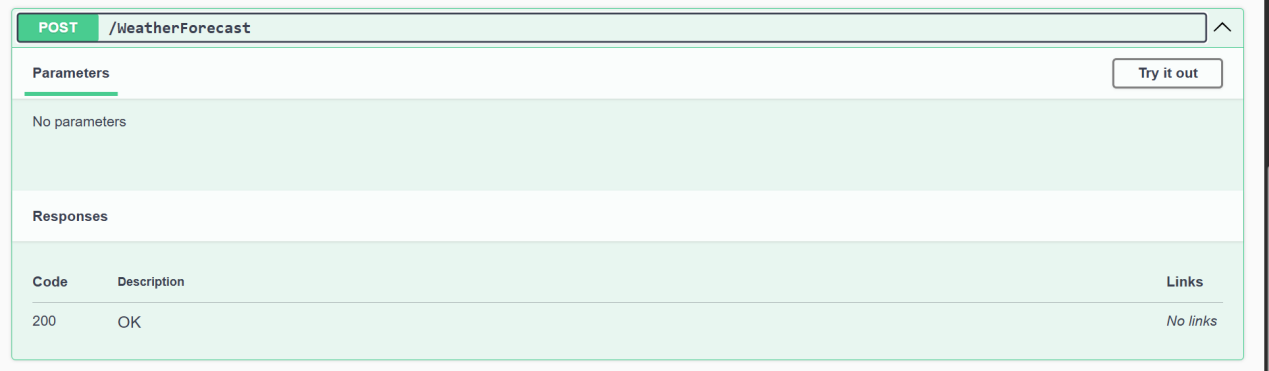 POST /WeatherForecast
Parameters
Try it out
No parameters
Responses
Code Description Links
200 OK No links